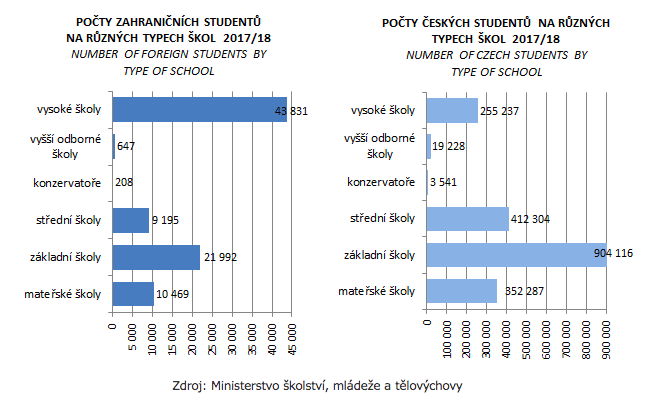 POČTY ZAHRANIČNÍCH STUDENTŮ
NA RŮZNÝCH TYPECH ŠKOL 2017/18
NUMBER OF FOREIGN STUDENTS BY
TYPE OF SCHOOL
vysoké školy
43 831
vyšší odborné
školy
647
konzervatoře
208
střední školy
9 195
základní školy
21 992
mateřské školy
10 469
0
5 000
10 000
15 000
20 000
25 000
30 000
35 000
40 000
45 000
POČTY ČESKÝCH STUDENTŮ NA RŮZNÝCH
TYPECH ŠKOL 2017/18
NUMBER OF CZECH STUDENTS BY
TYPE OF SCHOOL
vysoké školy
255 237
vyšší odborné
školy
19 228
konzervatoře
3 541
střední školy
412 304
základní školy
904 116
mateřské školy
352 287
0
100 000
200 000
300 000
400 000
500 000
600 000
700 000
800 000
900 000
Zdroj: Ministerstvo školství, mládeže a tělovýchovy